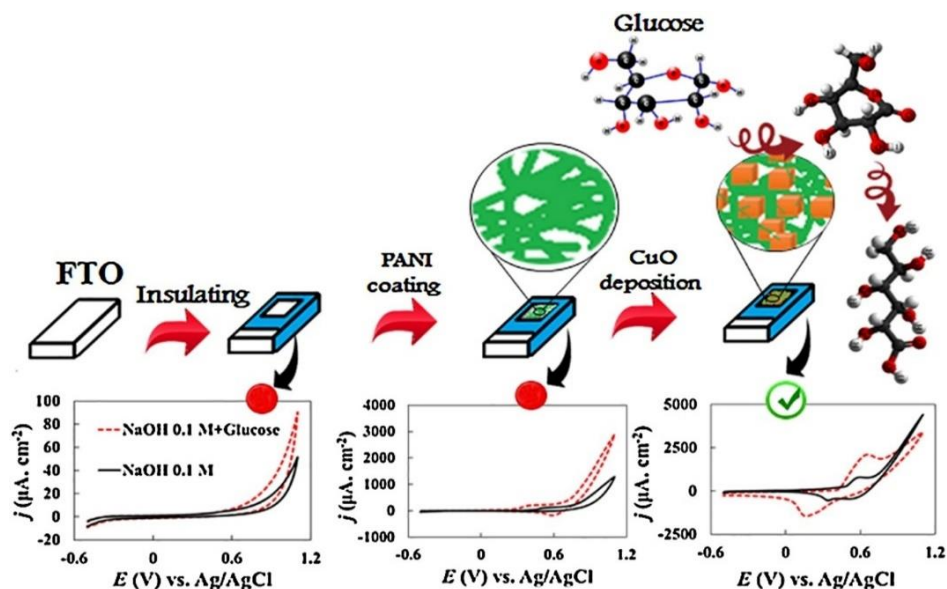 Glucose
FTO
Insulating
PANI
coating
CuO
deposition
100
80
60
40
20
0
-20
j (µA. cm-2)
NaOH 0.1 M+Glucose
NaOH 0.1 M
-0.6
0
0.6
1.2
E (V) vs. Ag/AgCl
4000
3000
2000
1000
0
-1000
j (µA. cm-2)
-0.6
0
0.6
1.2
E (V) vs. Ag/AgCl
5000
2500
0
-2500
j (µA. cm-2)
-0.6
0
0.6
1.2
E (V) vs. Ag/AgCl